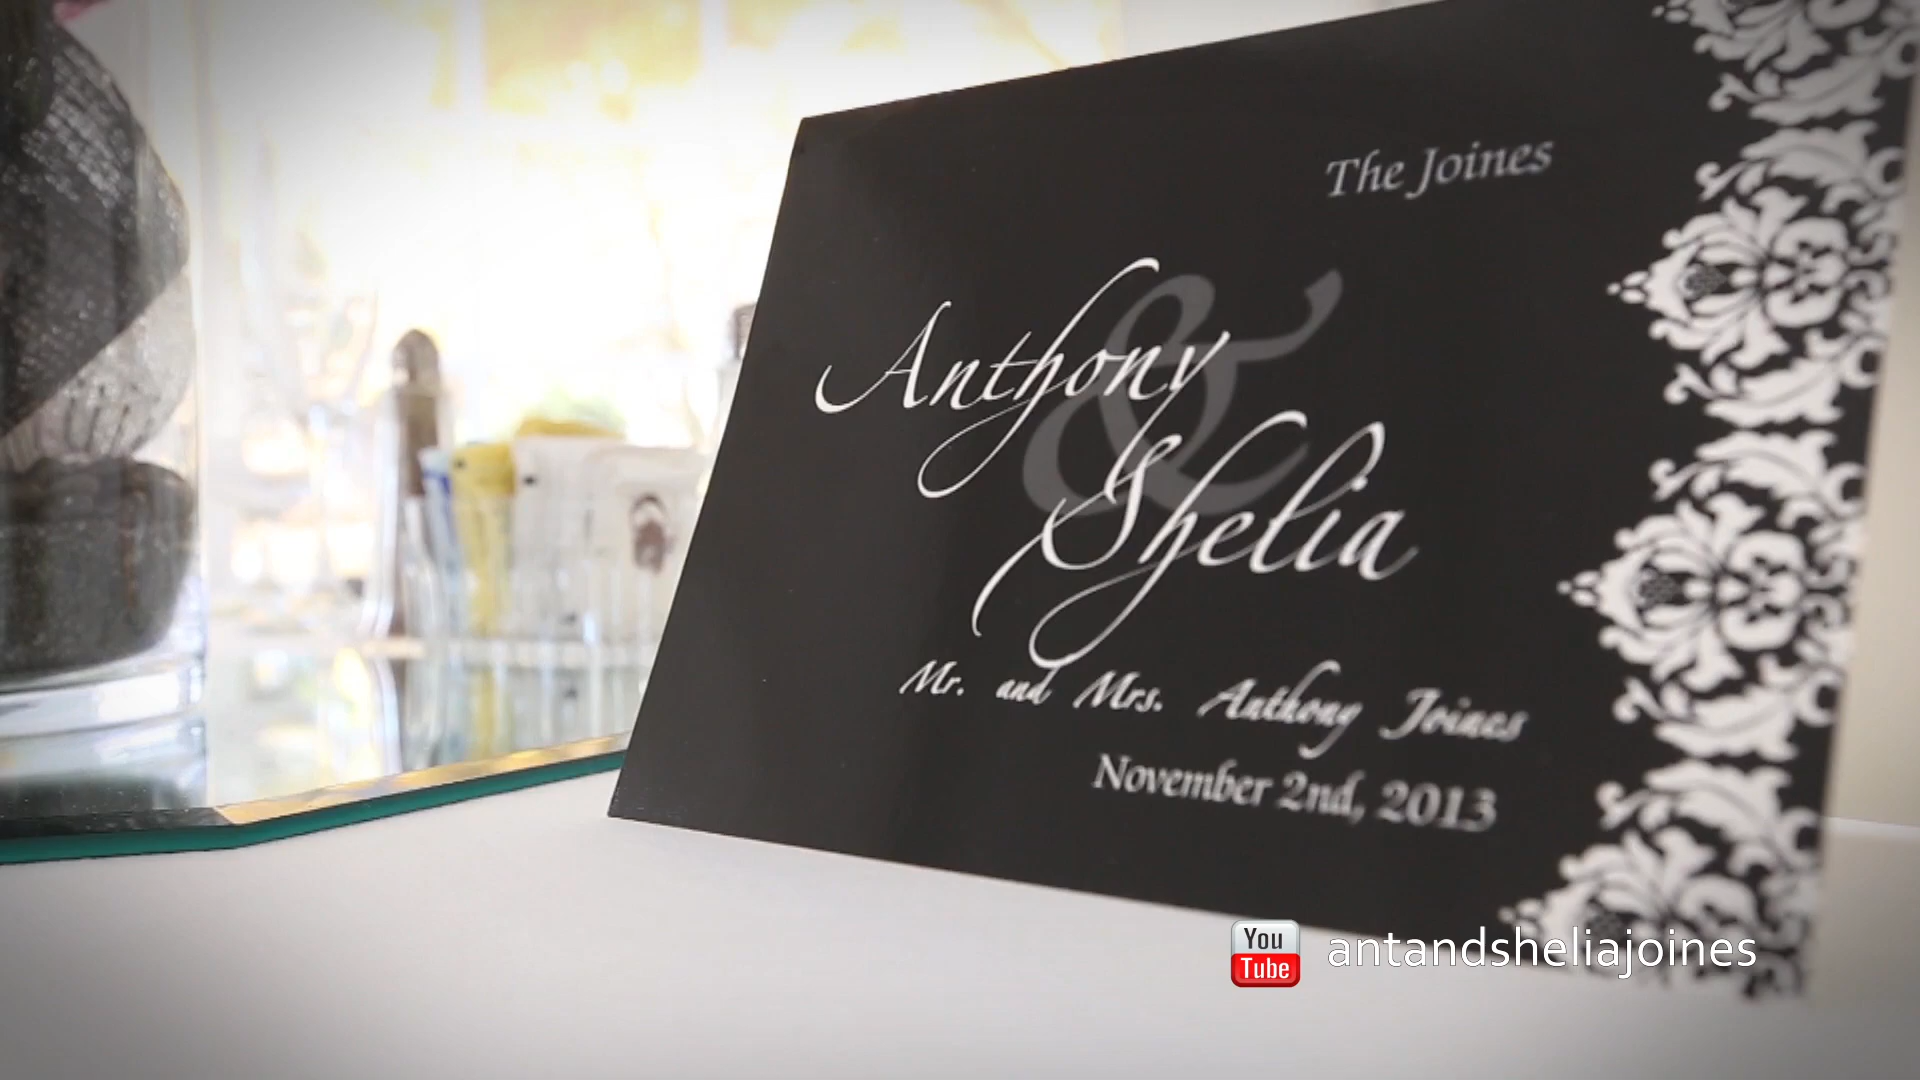 The Joines
&
Anthony
Shelia
Mr. and Mrs. Anthony Joines
November 2nd, 2013
You
Tube
antandsheliajoines